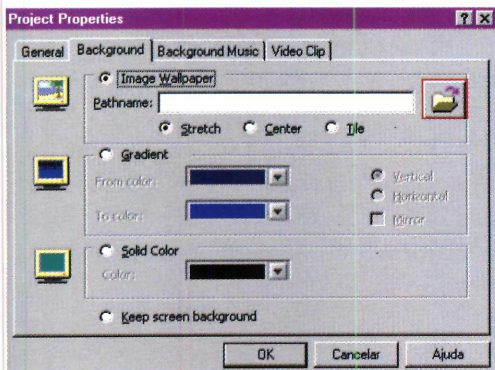 Project Properties
General Background Background Music Video Clip
Image Wallpaper
Pathname:
Stretch Center Tile
Gradient
From color: Vertical
Horizontal
To color: Mirror
Solid Color
Color:
Keep screen background
OK Cancelar Ajuda